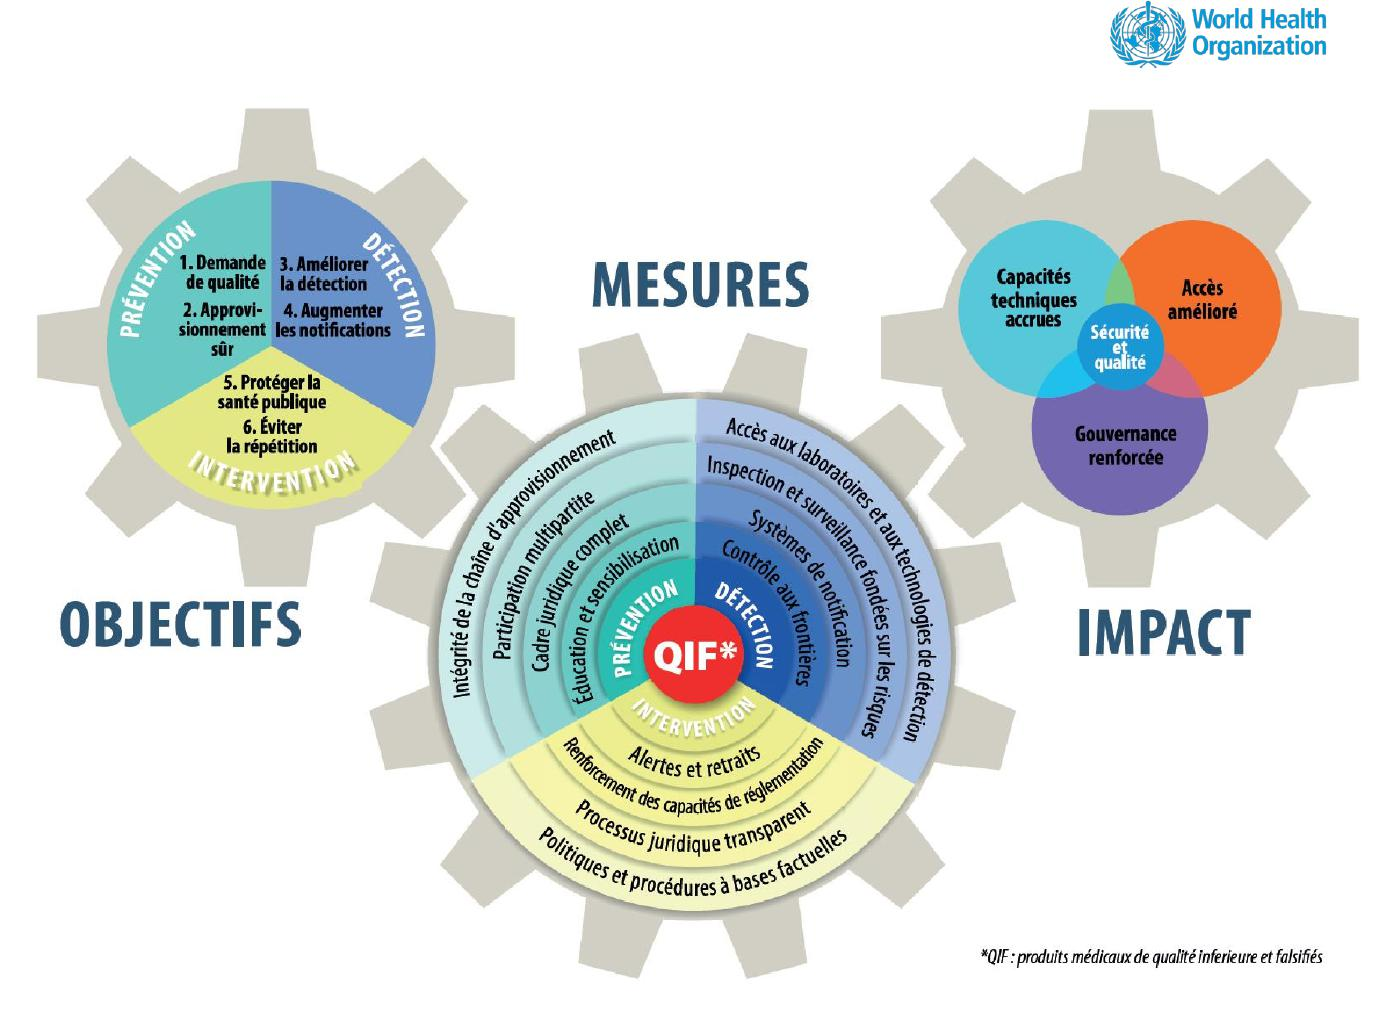 World Health
Organization
PRÉVENTION
1. Demande
de qualité
2. Approvi-
sionnement
sûr
DÉTECTION
3. Améliorer
la détection
4. Augmenter
les notifications
5. Protéger la
santé publique
6. Éviter
la répétition
INTERVENTION
OBJECTIFS
MESURES
Intégrité de la chaîne d'approvisionnement
Participation multipartite
Cadre juridique complet
Éducation et sensibilisation
PRÉVENTION
Accès aux laboratoires et aux technologies de détection
Inspection et surveillance fondées sur les risques
Systèmes de notification
Contrôle aux frontières
DÉTECTION
QIF*
INTERVENTION
Alertes et retraits
Renforcement des capacités de réglementation
Processus juridique transparent
Politiques et procédures à bases factuelles
Capacités
techniques
accrues
Accès
amélioré
Sécurité
et
qualité
Gouvernance
renforcée
IMPACT
*QIF : produits médicaux de qualité inferieure et falsifiés